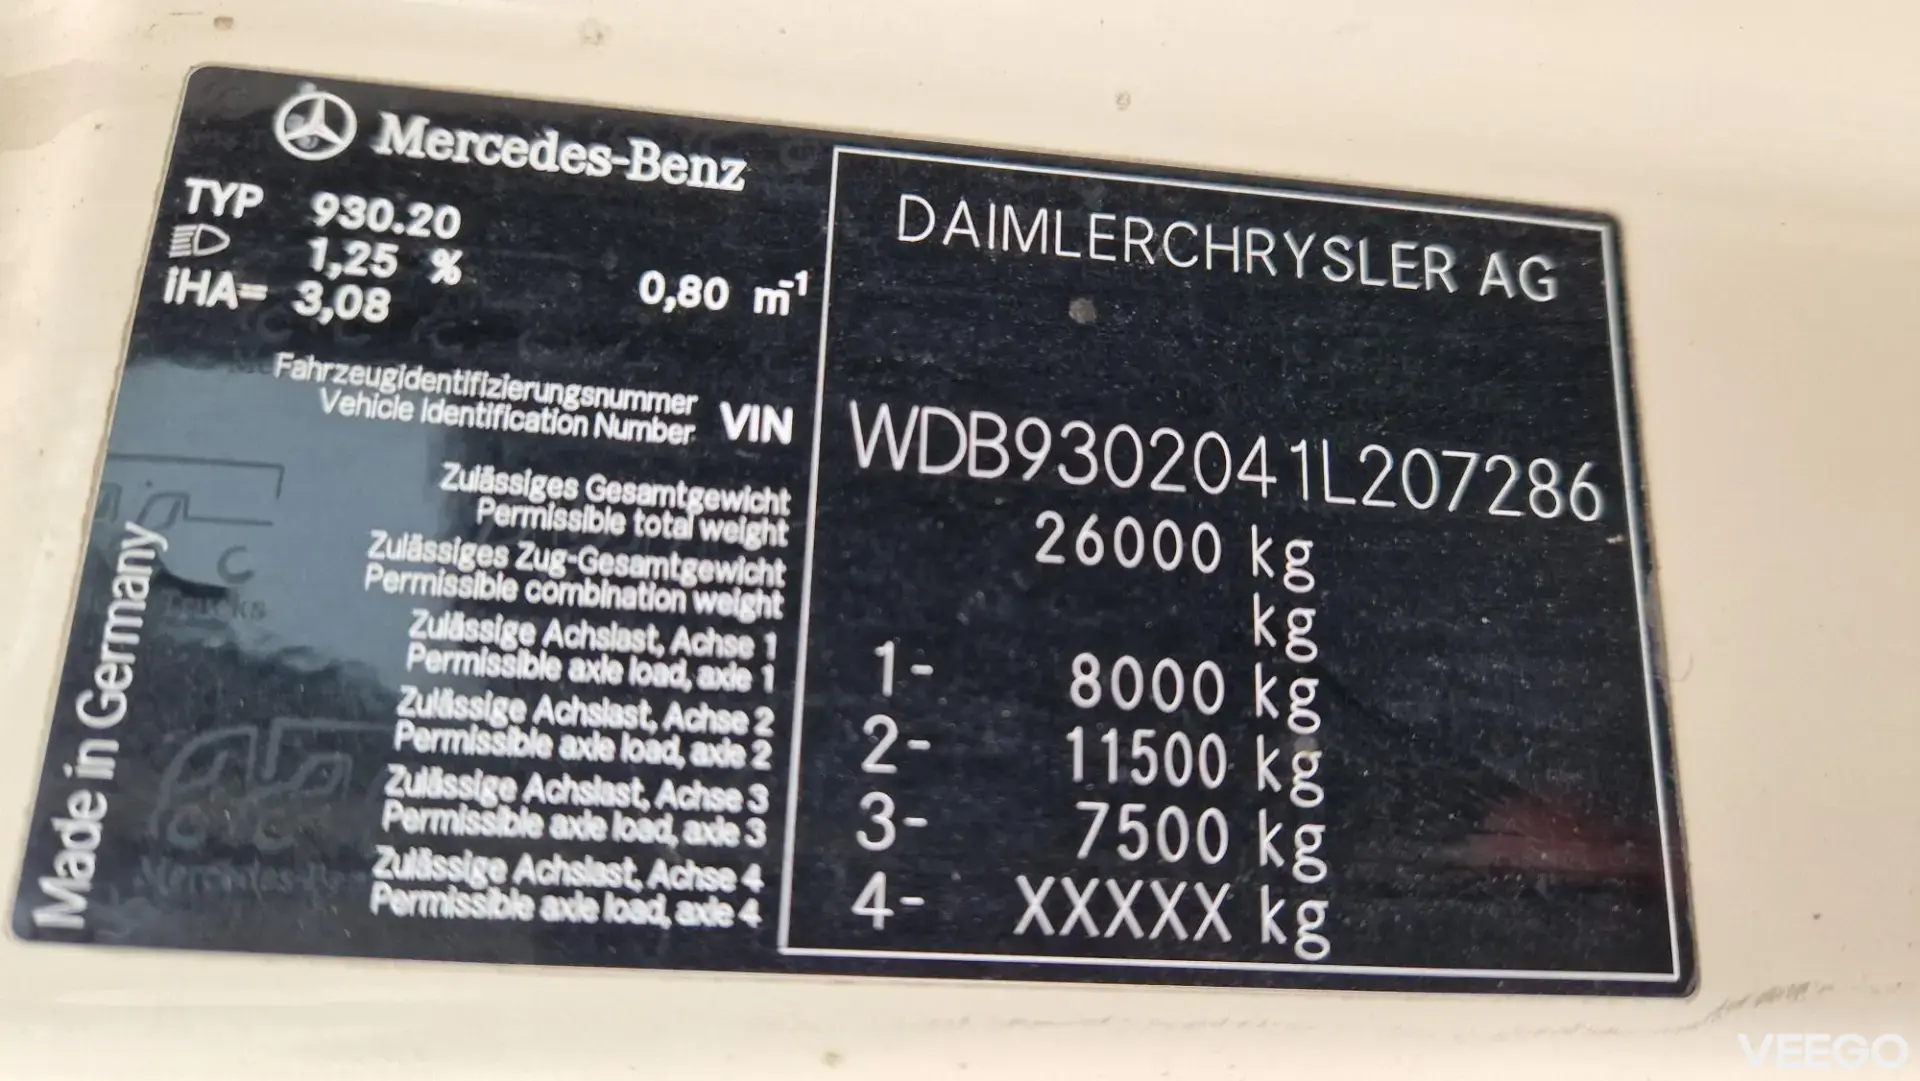 Mercedes-Benz
TYP 930.20
1,25 % 0,80 m-1
iHA= 3,08
Fahrzeugidentifizierungsnummer
Vehicle Identification Number VIN
Zulässiges Gesamtgewicht
Permissible total weight
Zulässiges Zug-Gesamtgewicht
Permissible combination weight
Zulässige Achslast, Achse 1
Permissible axle load, axle 1
Zulässige Achslast, Achse 2
Permissible axle load, axle 2
Zulässige Achslast, Achse 3
Permissible axle load, axle 3
Zulässige Achslast, Achse 4
Permissible axle load, axle 4
Made in Germany
DAIMLERCHRYSLER AG
WDB9302041L207286
26000 kg
kg
1- 8000 kg
2- 11500 kg
3- 7500 kg
4- XXXXX kg
VEEGO